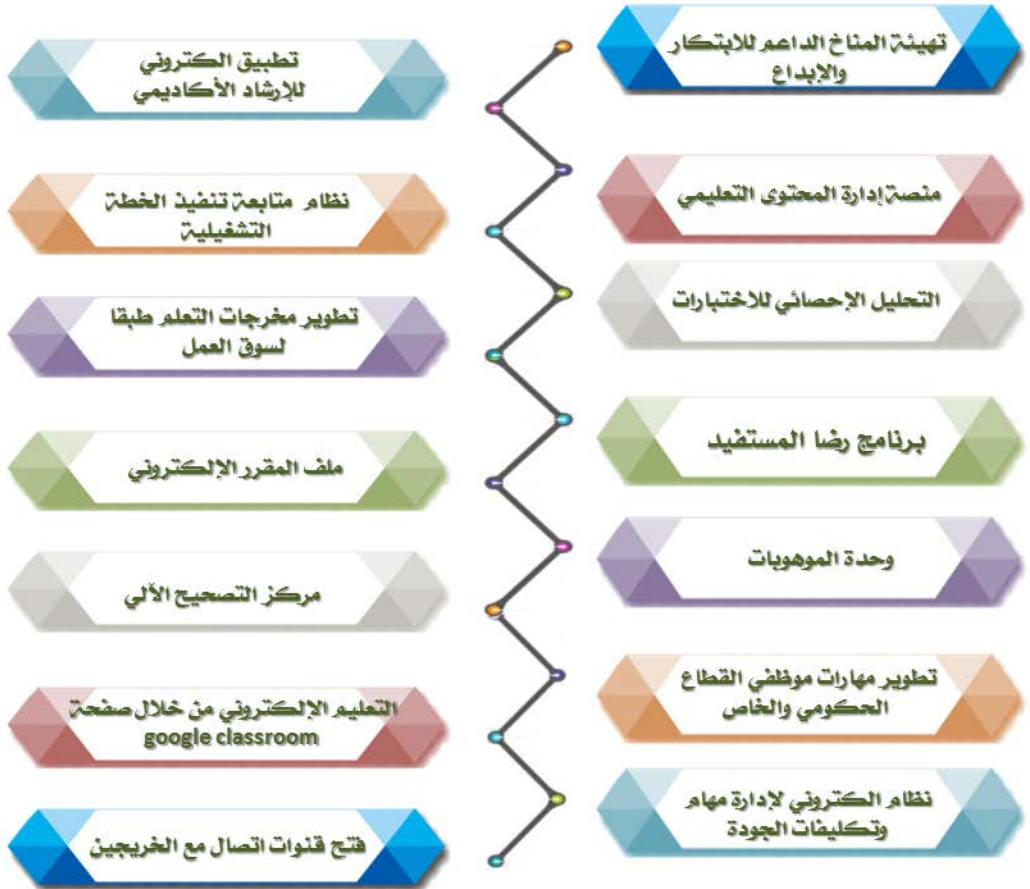 تهيئة المناخ الداعم للابتكار
والإبداع
منصة إدارة المحتوى التعليمي
التحليل الإحصائي للاختبارات
برنامج رضا المستفيد
وحدة الموهوبات
تطوير مهارات موظفي القطاع
الحكومي والخاص
نظام الكتروني لإدارة مهام
وتكليفات الجودة
تطبيق الكتروني
للإرشاد الأكاديمي
نظام متابعة تنفيذ الخطة
التشغيلية
تطوير مخرجات التعلم طبقا
لسوق العمل
ملف المقرر الإلكتروني
مركز التصحيح الآلي
التعليم الإلكتروني من خلال صفحة
google classroom
فتح قنوات اتصال مع الخريجين